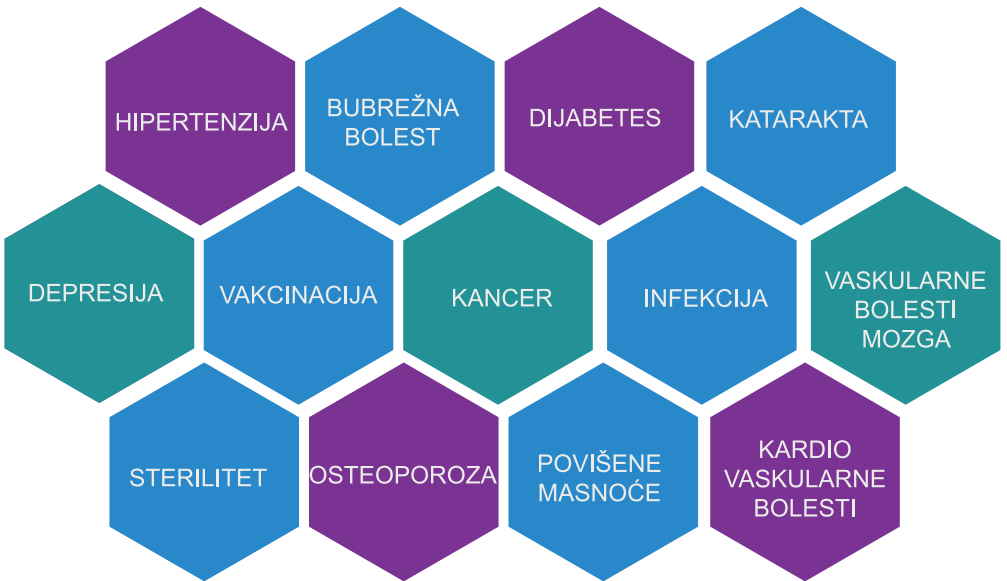 HIPERTENZIJA
BUBREŽNA
BOLEST
DIJABETES
KATARAKTA
DEPRESIJA
VAKCINACIJA
KANCER
INFEKCIJA
VASKULARNE
BOLESTI
MOZGA
STERILITET
OSTEOPOROZA
POVIŠENE
MASNOĆE
KARDIO
VASKULARNE
BOLESTI